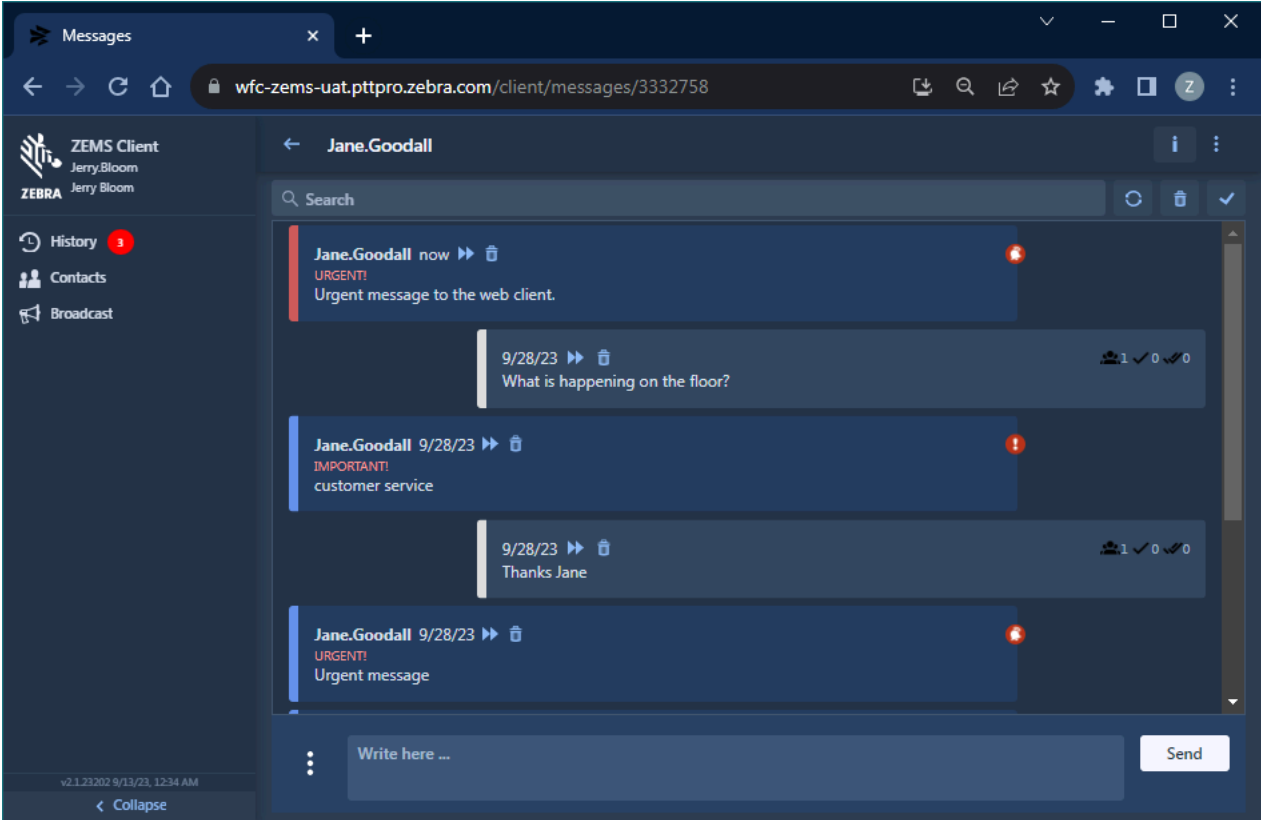 Messages
wfc-zems-uat.pttpro.zebra.com/client/messages/3332758
Z
ZEMS Client
Jerry.Bloom
Jerry Bloom
ZEBRA
History 3
Contacts
Broadcast
v2.1.23202 9/13/23, 12:34 AM
Collapse
Jane.Goodall
Search
Jane.Goodall now
URGENT!
Urgent message to the web client.
9/28/23
1 0 0
What is happening on the floor?
Jane.Goodall 9/28/23
IMPORTANT!
customer service
9/28/23
1 0 0
Thanks Jane
Jane.Goodall 9/28/23
URGENT!
Urgent message
Write here ...
Send